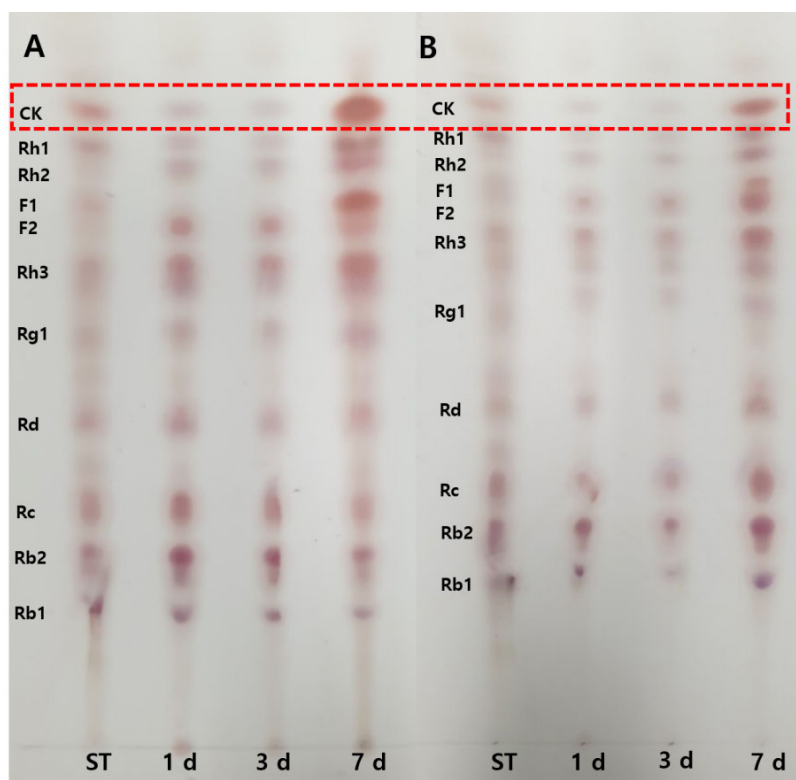 A
CK
Rh1
Rh2
F1
F2
Rh3
Rg1
Rd
Rc
Rb2
Rb1
ST 1 d 3 d 7 d
B
CK
Rh1
Rh2
F1
F2
Rh3
Rg1
Rd
Rc
Rb2
Rb1
ST 1 d 3 d 7 d